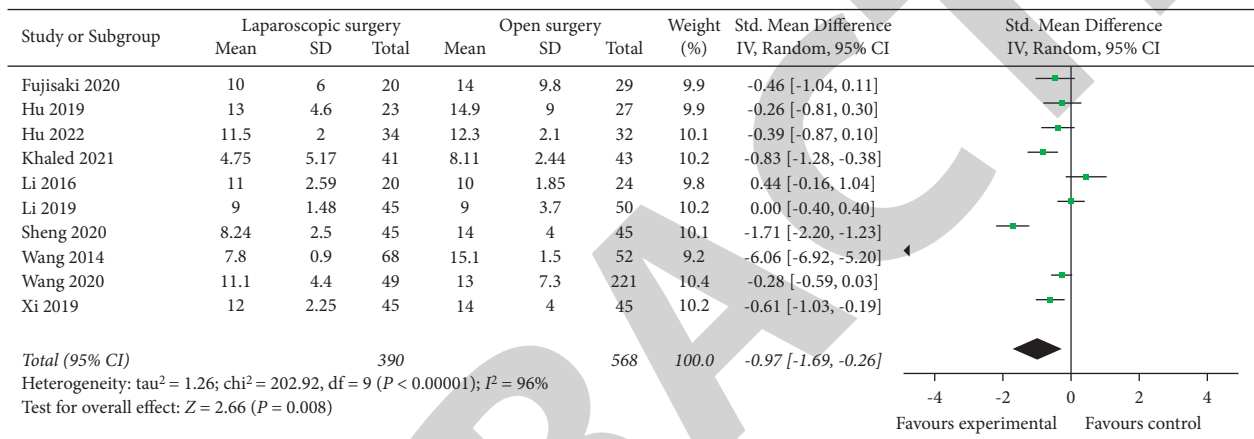 Study or Subgroup Laparoscopic surgery Open surgery Weight Std. Mean Difference Std. Mean Difference
Mean SD Total Mean SD Total (%) IV, Random, 95% CI IV, Random, 95% CI
Fujisaki 2020 10 6 20 14 9.8 29 9.9 -0.46 [-1.04, 0.11]
Hu 2019 13 4.6 23 14.9 9 27 9.9 -0.26 [-0.81, 0.30]
Hu 2022 11.5 2 34 12.3 2.1 32 10.1 -0.39 [-0.87, 0.10]
Khaled 2021 4.75 5.17 41 8.11 2.44 43 10.2 -0.83 [-1.28, -0.38]
Li 2016 11 2.59 20 10 1.85 24 9.8 0.44 [-0.16, 1.04]
Li 2019 9 1.48 45 9 3.7 50 10.2 0.00 [-0.40, 0.40]
Sheng 2020 8.24 2.5 45 14 4 45 10.1 -1.71 [-2.20, -1.23]
Wang 2014 7.8 0.9 68 15.1 1.5 52 9.2 -6.06 [-6.92, -5.20]
Wang 2020 11.1 4.4 49 13 7.3 221 10.4 -0.28 [-0.59, 0.03]
Xi 2019 12 2.25 45 14 4 45 10.2 -0.61 [-1.03, -0.19]
Total (95% CI) 390 568 100.0 -0.97 [-1.69, -0.26]
Heterogeneity: tau² = 1.26; chi² = 202.92, df = 9 (P < 0.00001); I² = 96%
Test for overall effect: Z = 2.66 (P = 0.008)
-4 -2 0 2 4
Favours experimental Favours control